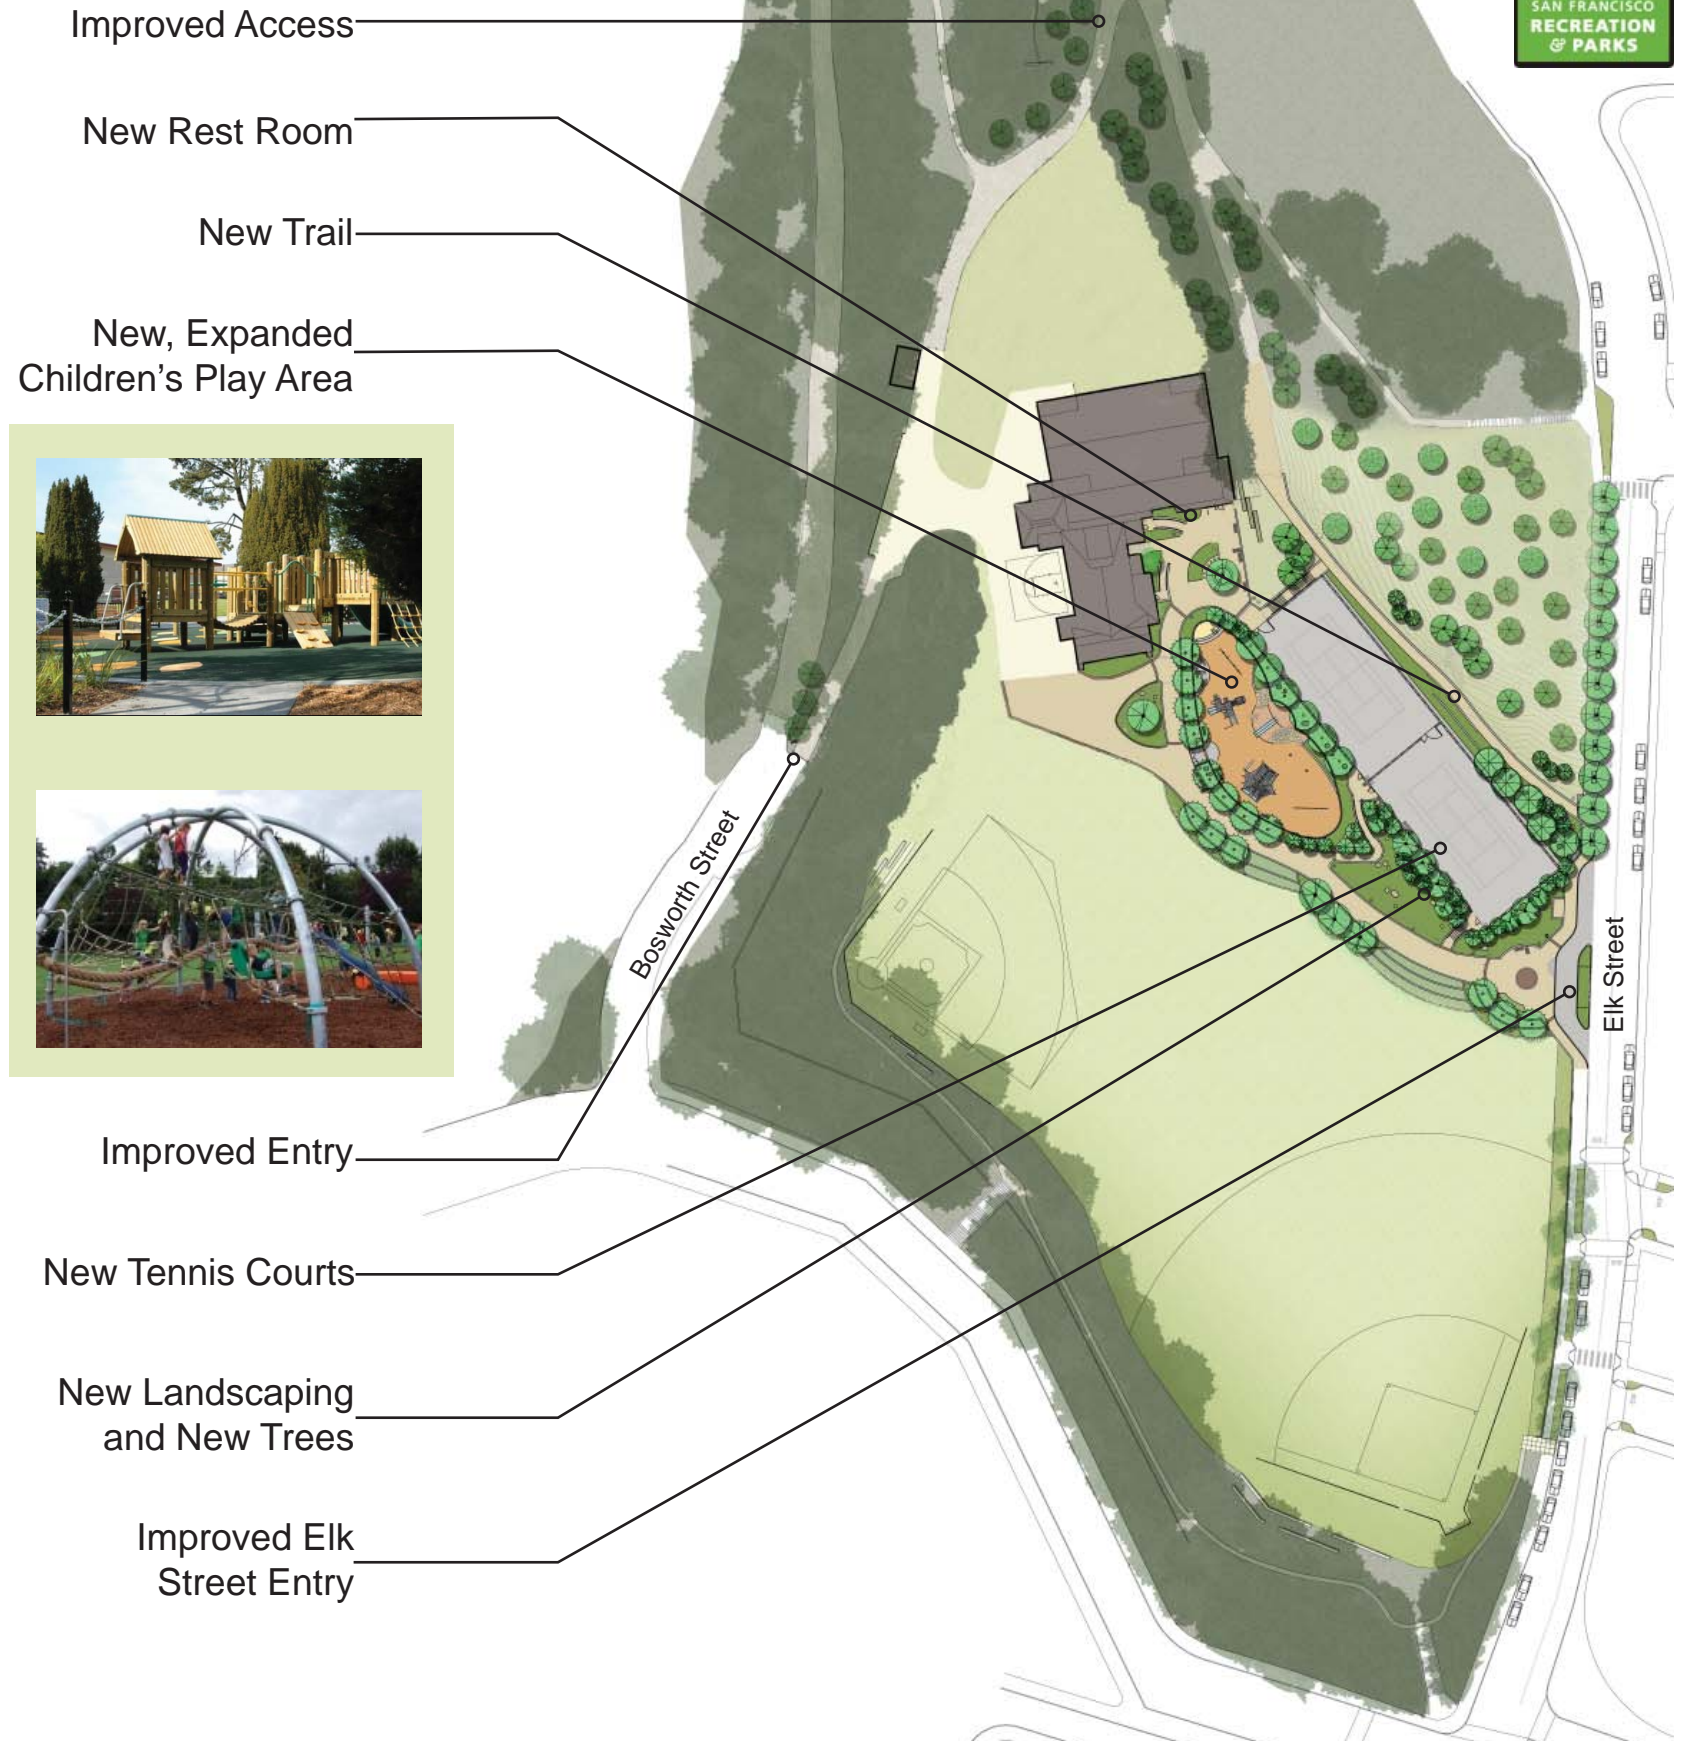 Improved Access
SAN FRANCISCO
RECREATION
& PARKS
New Rest Room
New Trail
New, Expanded
Children's Play Area
Bosworth Street
Elk Street
Improved Entry
New Tennis Courts
New Landscaping
and New Trees
Improved Elk
Street Entry